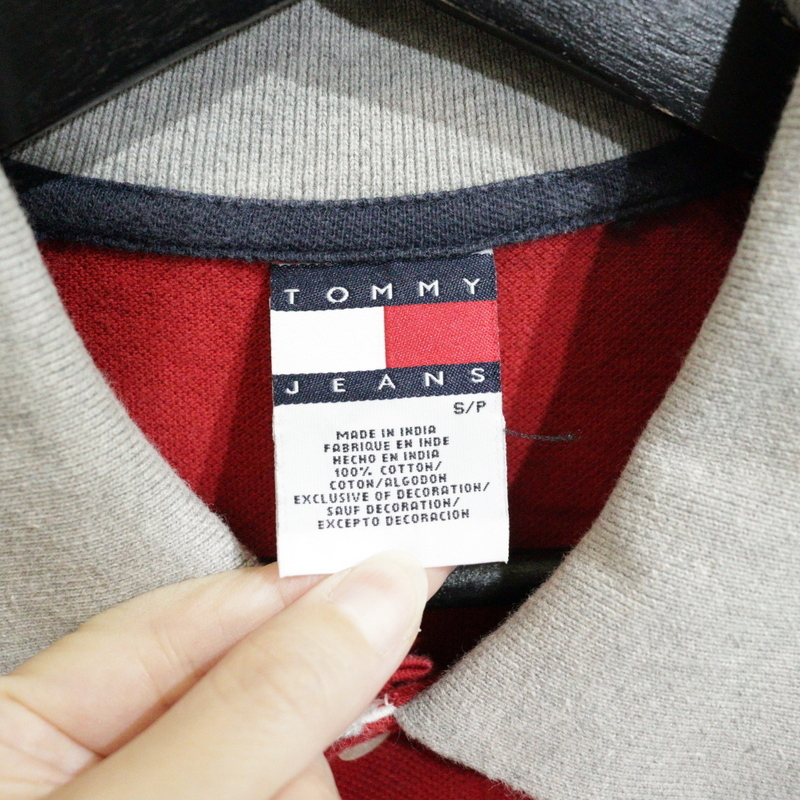 TOMMY
JEANS
S/P
MADE IN INDIA
FABRIQUE EN INDE
HECHO EN INDIA
100% COTTON/
COTON/ALGODON
EXCLUSIVE OF DECORATION/
SAUF DECORATION/
EXCEPTO DECORACION